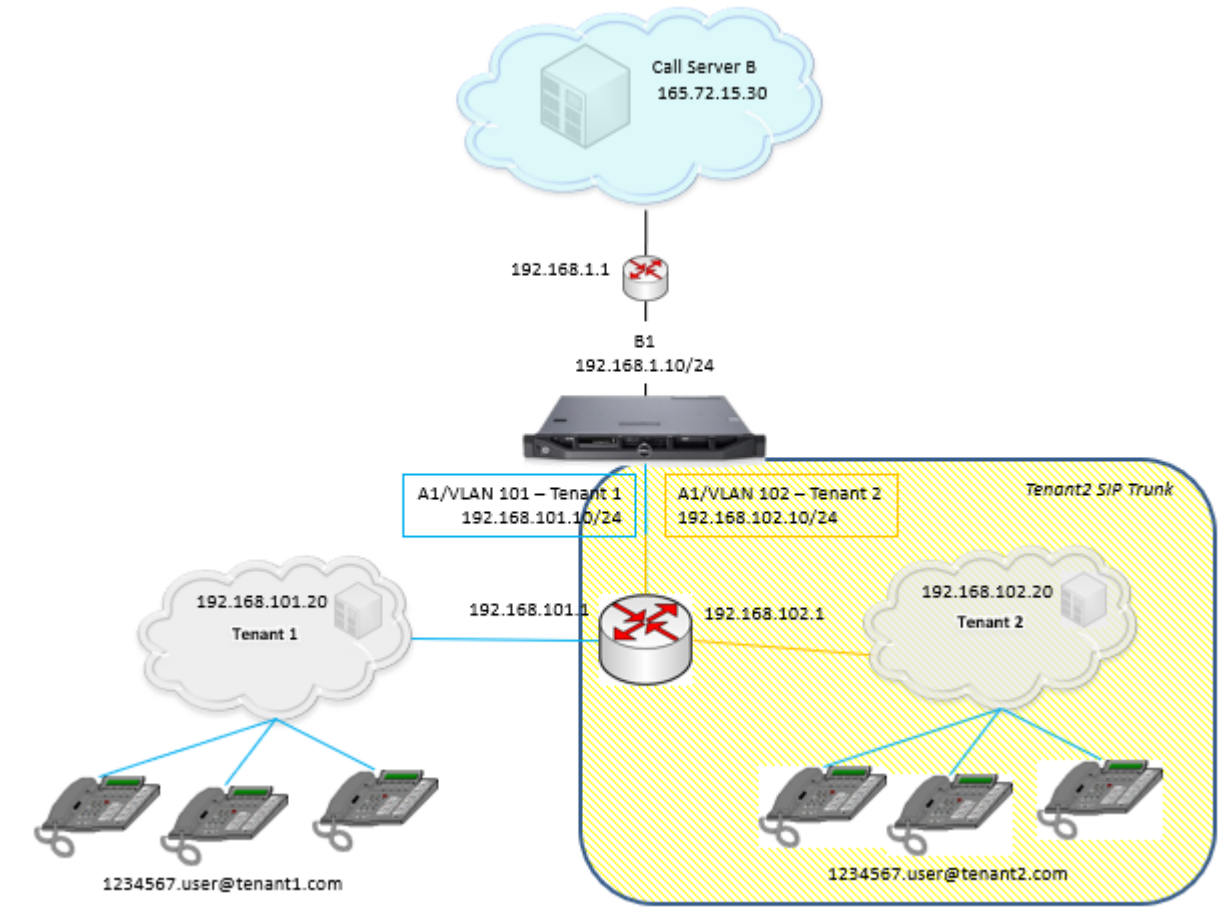 Call Server B
165.72.15.30
192.168.1.1
B1
192.168.1.10/24
A1/VLAN 101 – Tenant 1
192.168.101.10/24
A1/VLAN 102 – Tenant 2
192.168.102.10/24
Tenant2 SIP Trunk
192.168.101.20
Tenant 1
192.168.101.1
192.168.102.1
192.168.102.20
Tenant 2
1234567.user@tenant1.com
1234567.user@tenant2.com